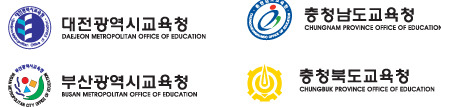 대전광역시교육청
DAEJEON METROPOLITAN OFFICE OF EDUCATION
충청남도교육청
CHUNGNAM PROVINCE OFFICE OF EDUCATION
부산광역시교육청
BUSAN METROPOLITAN OFFICE OF EDUCATION
충청북도교육청
CHUNGBUK PROVINCE OFFICE OF EDUCATION